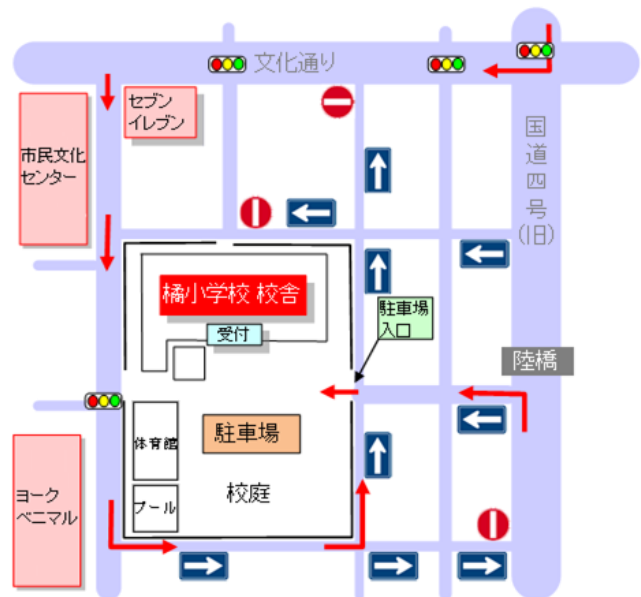 文化通り
セブン
イレブン
市民文化
センター
国道四号(旧)
橘小学校 校舎
受付
駐車場
入口
陸橋
体育館
駐車場
ヨーク
ベニマル
プール
校庭